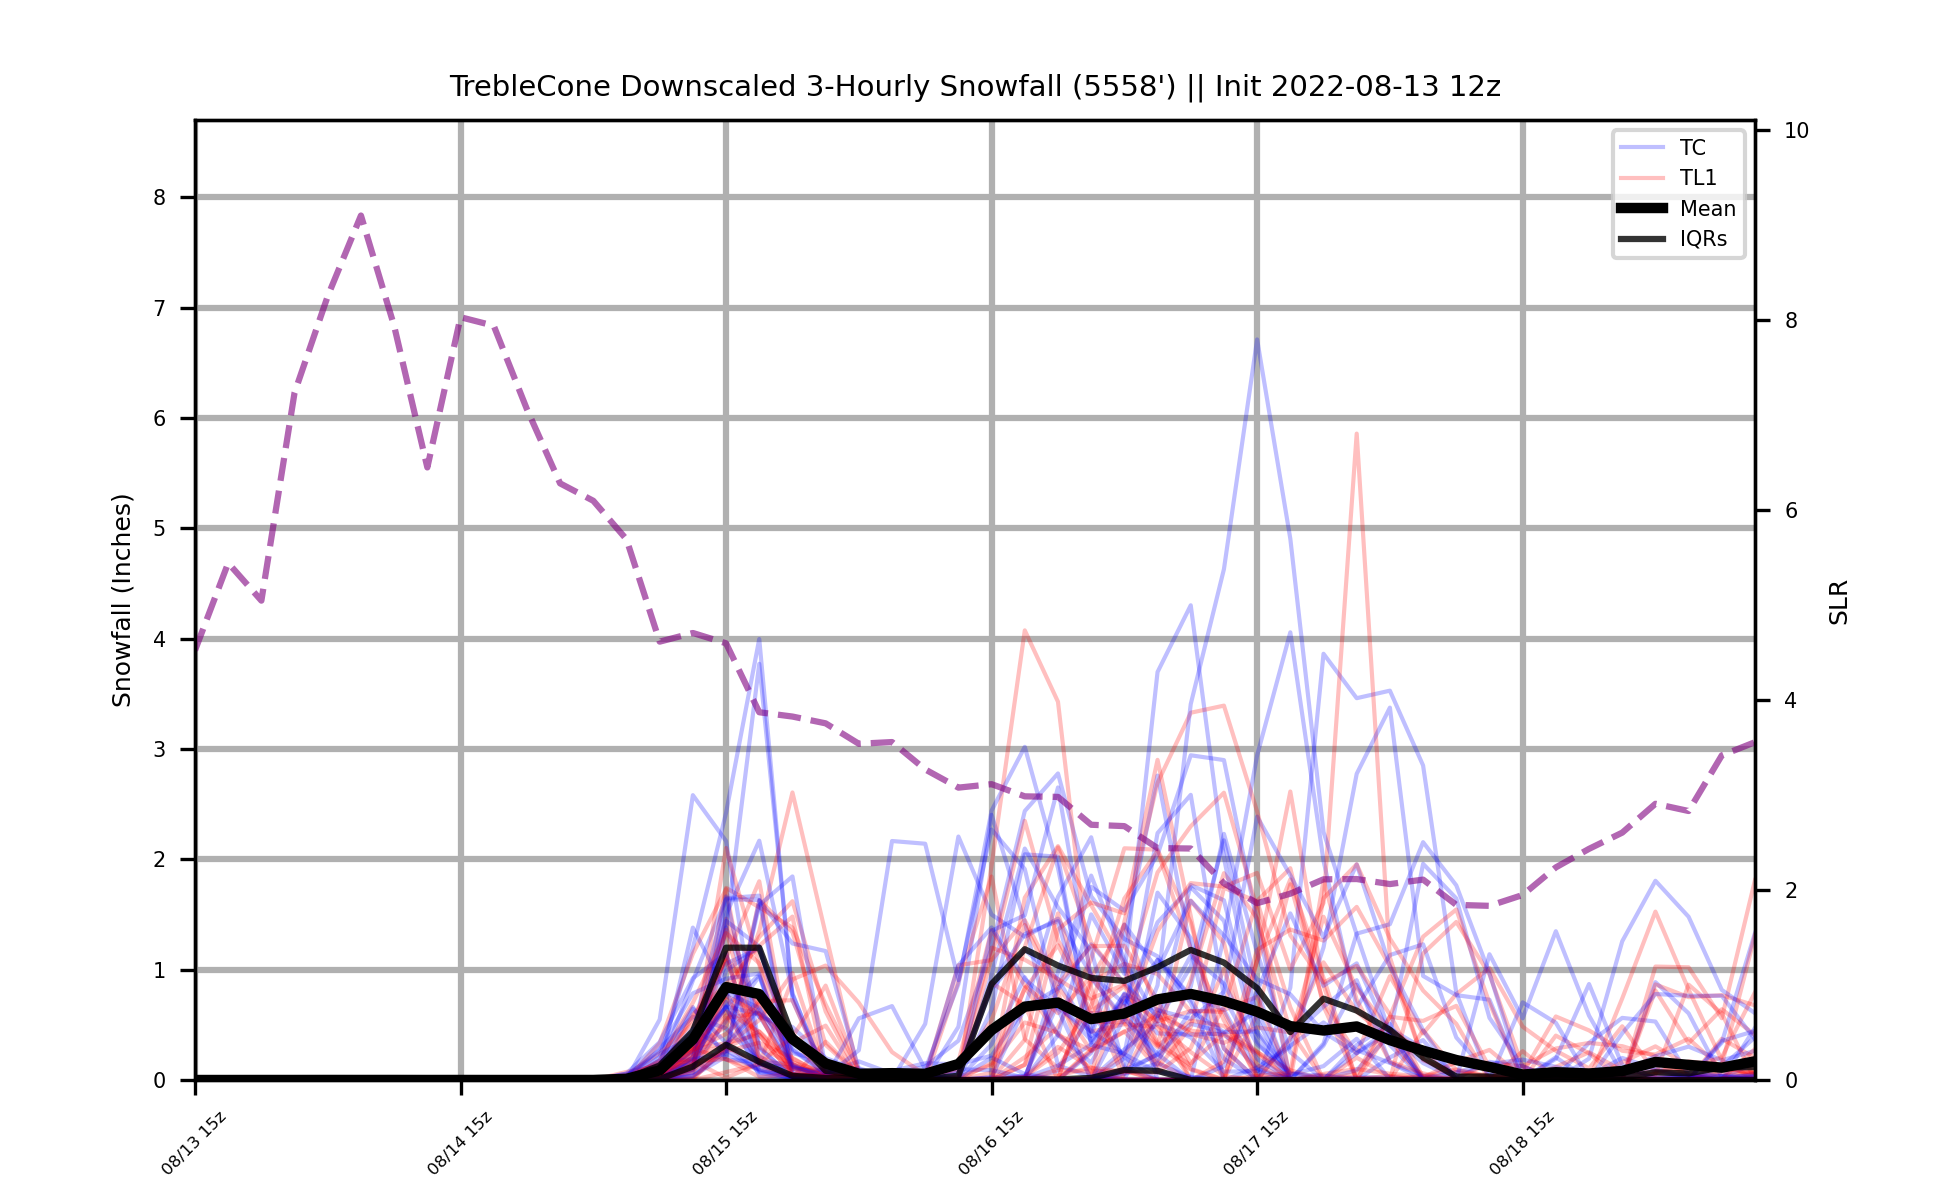 TrebleCone Downscaled 3-Hourly Snowfall (5558') || Init 2022-08-13 12z
TC
TL1
Mean
IQRs
Snowfall (Inches)
8
7
6
5
4
3
2
1
0
10
8
6
4
2
0
SLR
08/13 15z
08/14 15z
08/15 15z
08/16 15z
08/17 15z
08/18 15z